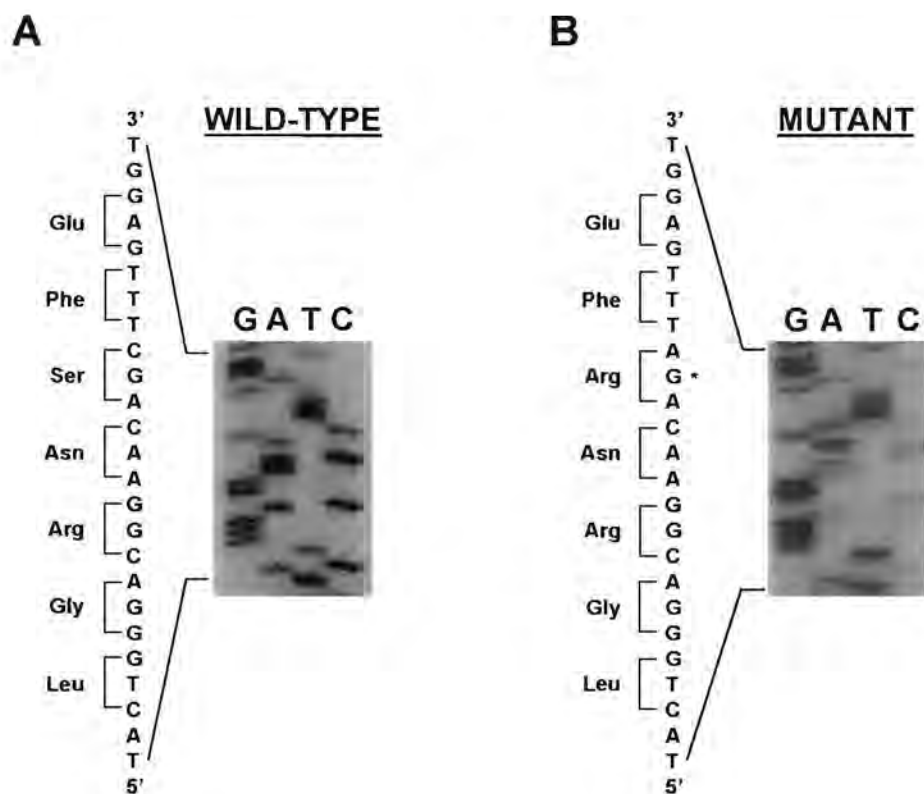 A
WILD-TYPE
3'
T
G
G
Glu A
G
T
Phe T
T
G A T C
C
Ser G
A
C
Asn A
A
G
Arg G
C
A
Gly G
G
G
Leu T
C
A
T
5'
B
MUTANT
3'
T
G
G
Glu A
G
T
Phe T
T
G A T C
A
Arg G *
A
C
Asn A
A
G
Arg G
C
A
Gly G
G
G
Leu T
C
A
T
5'